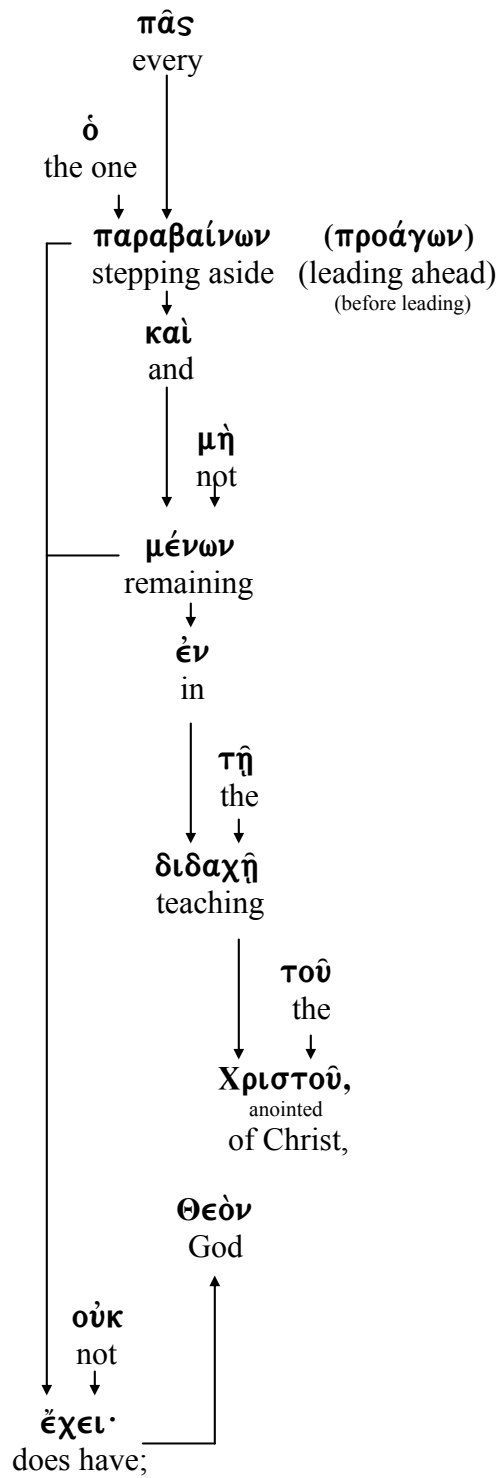 πᾶς
every
ὁ
the one
παραβαίνων (προάγων)
stepping aside (leading ahead)
(before leading)
καὶ
and
μὴ
not
μένων
remaining
ἐν
in
τῇ
the
διδαχῇ
teaching
τοῦ
the
Χριστοῦ,
anointed
of Christ,
Θεὸν
God
οὐκ
not
ἔχει·
does have;